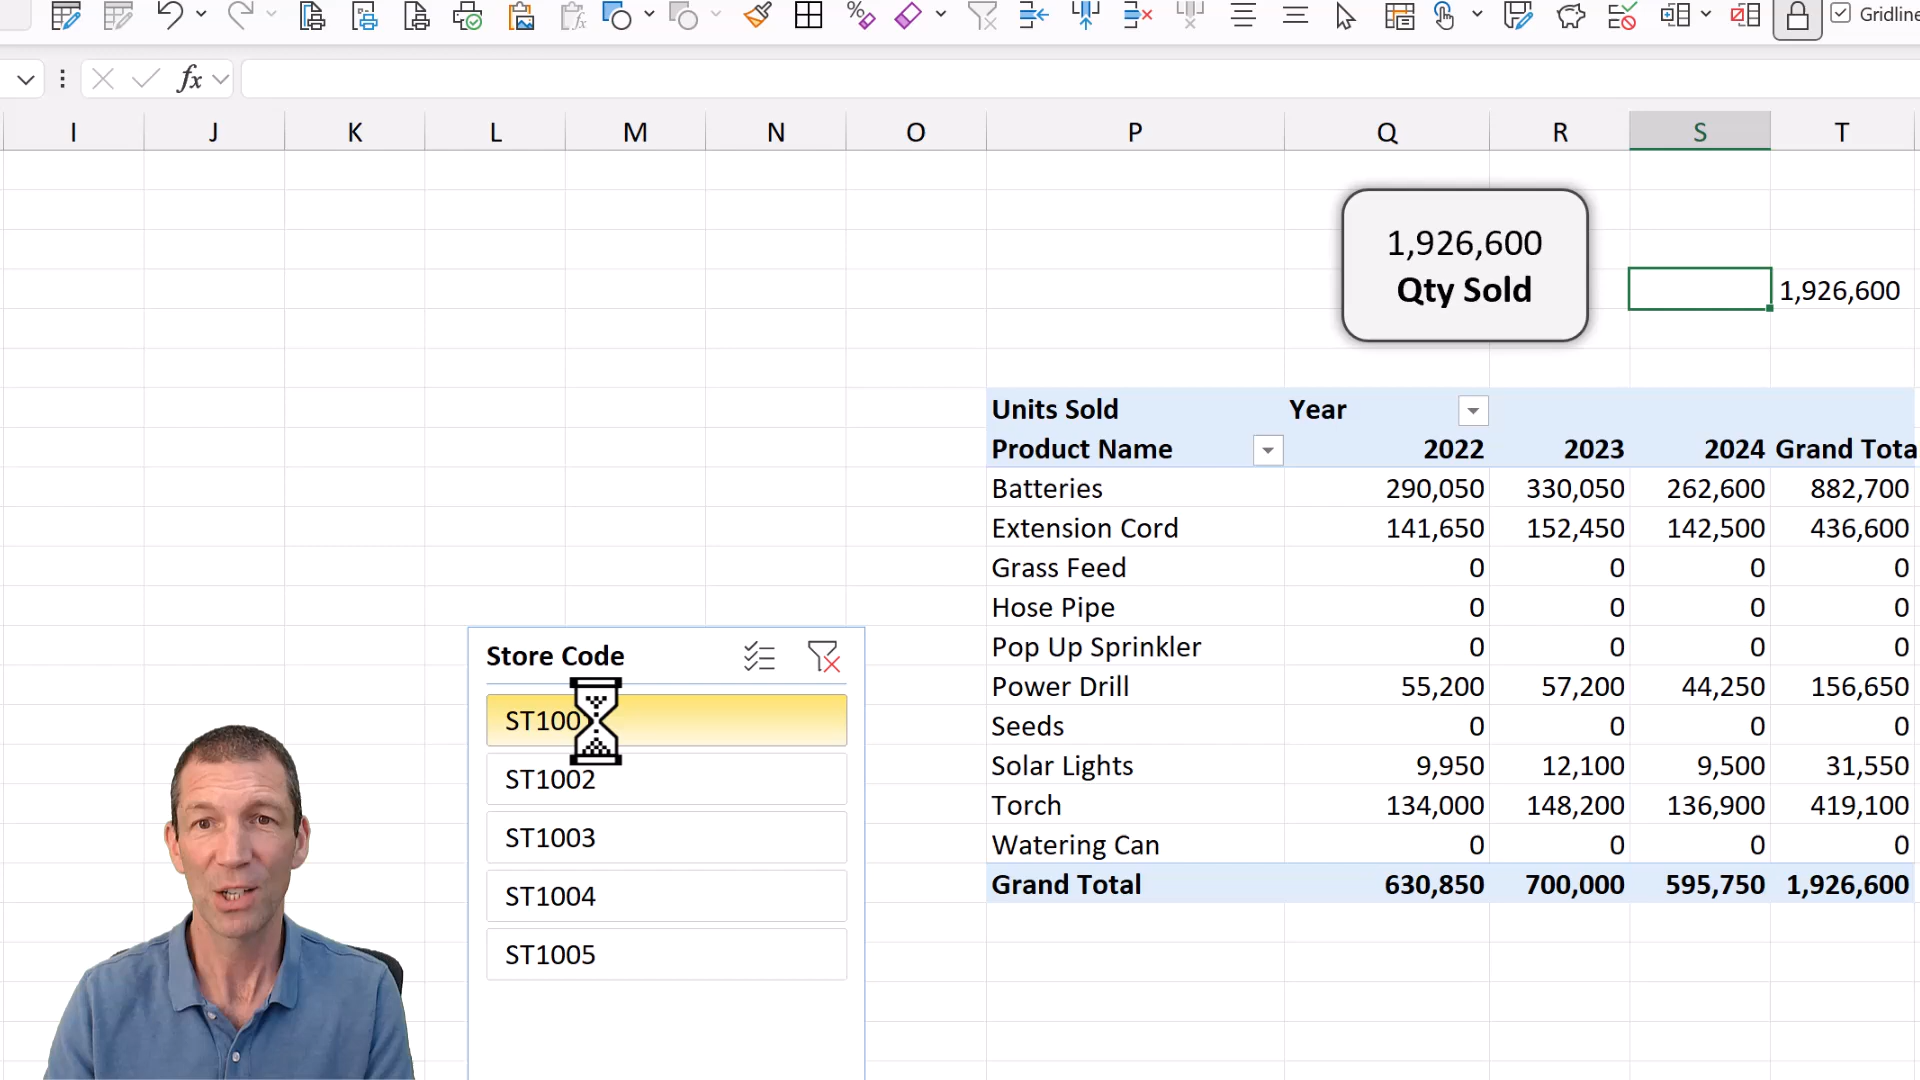 Gridline
fx
I J K L M N O P Q R S T
1,926,600
Qty Sold
1,926,600
Units Sold Year
Product Name 2022 2023 2024 Grand Tota
Batteries 290,050 330,050 262,600 882,700
Extension Cord 141,650 152,450 142,500 436,600
Grass Feed 0 0 0 0
Hose Pipe 0 0 0 0
Pop Up Sprinkler 0 0 0 0
Power Drill 55,200 57,200 44,250 156,650
Seeds 0 0 0 0
Solar Lights 9,950 12,100 9,500 31,550
Torch 134,000 148,200 136,900 419,100
Watering Can 0 0 0 0
Grand Total 630,850 700,000 595,750 1,926,600
Store Code
ST100
ST1002
ST1003
ST1004
ST1005